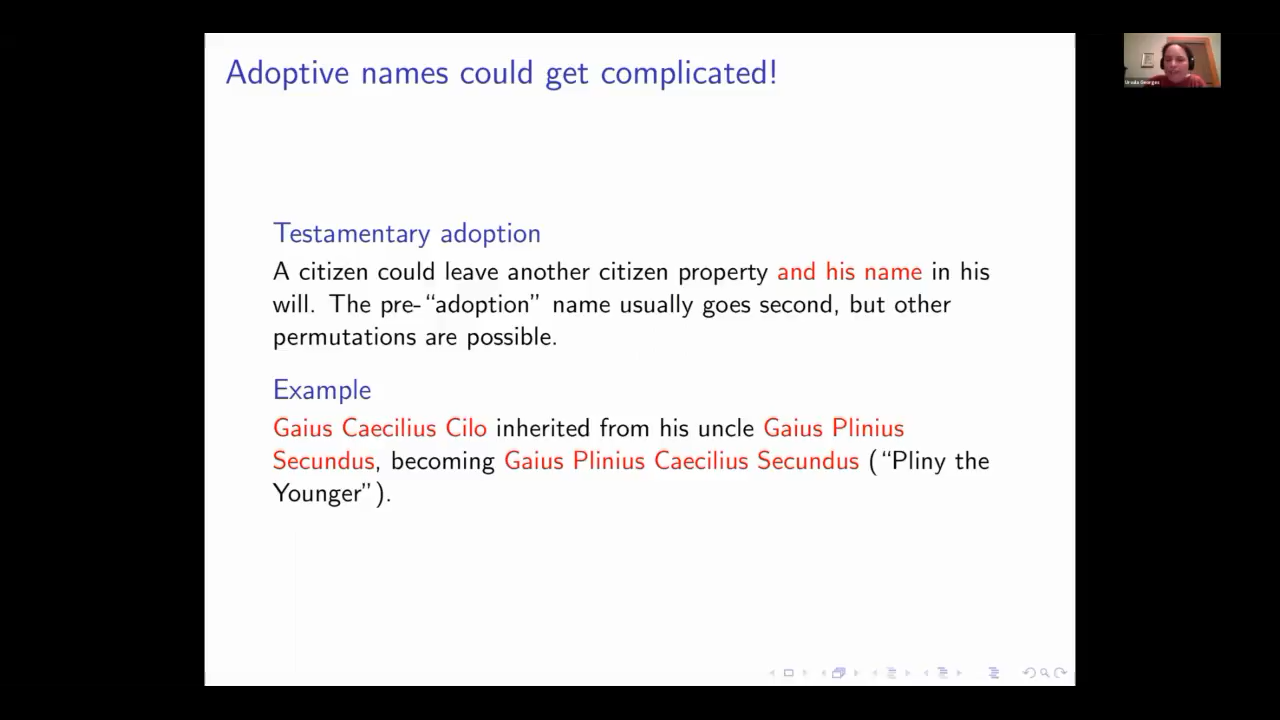 Adoptive names could get complicated!
Ursula Georges
Testamentary adoption
A citizen could leave another citizen property and his name in his
will. The pre-“adoption” name usually goes second, but other
permutations are possible.
Example
Gaius Caecilius Cilo inherited from his uncle Gaius Plinius
Secundus, becoming Gaius Plinius Caecilius Secundus (“Pliny the
Younger”).